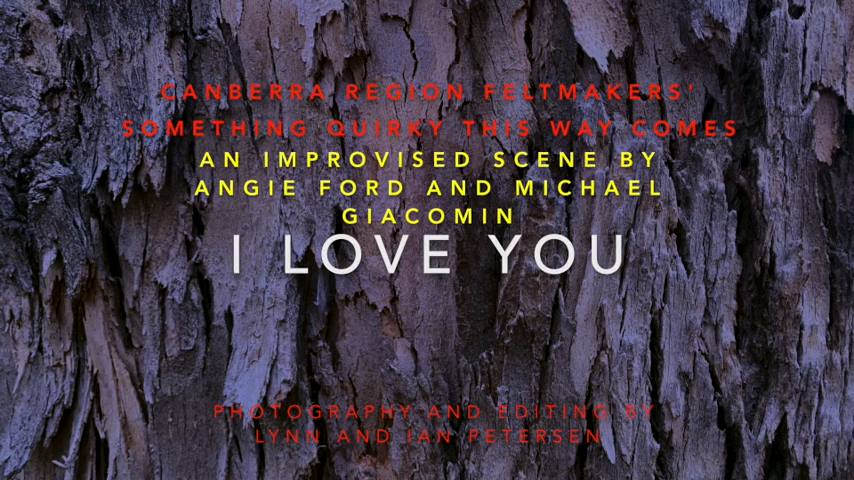 CANBERRA REGION FELTMAKERS'
SOMETHING QUIRKY THIS WAY COMES
AN IMPROVISED SCENE BY
ANGIE FORD AND MICHAEL
GIACOMIN
I LOVE YOU
PHOTOGRAPHY AND EDITING BY
LYNN AND IAN PETERSEN